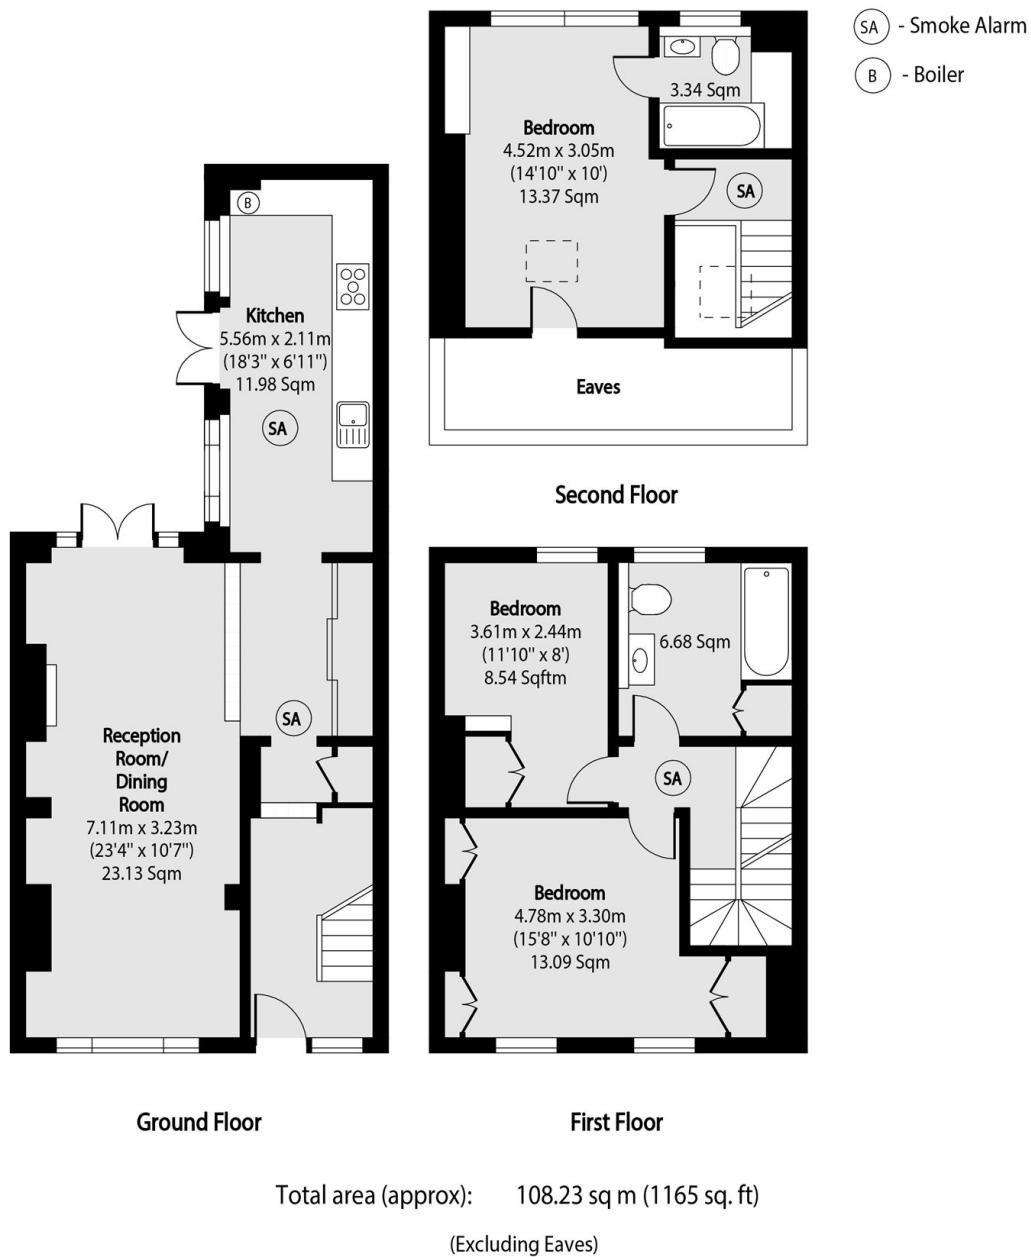 SA - Smoke Alarm
B - Boiler
3.34 Sqm
Bedroom
4.52m x 3.05m
(14'10" x 10')
13.37 Sqm
SA
Eaves
Second Floor
B
Kitchen
5.56m x 2.11m
(18'3" x 6'11")
11.98 Sqm
SA
SA
Reception
Room/
Dining
Room
7.11m x 3.23m
(23'4" x 10'7")
23.13 Sqm
Ground Floor
Bedroom
3.61m x 2.44m
(11'10" x 8')
8.54 Sqftm
6.68 Sqm
SA
Bedroom
4.78m x 3.30m
(15'8" x 10'10")
13.09 Sqm
First Floor
Total area (approx): 108.23 sq m (1165 sq. ft)
(Excluding Eaves)